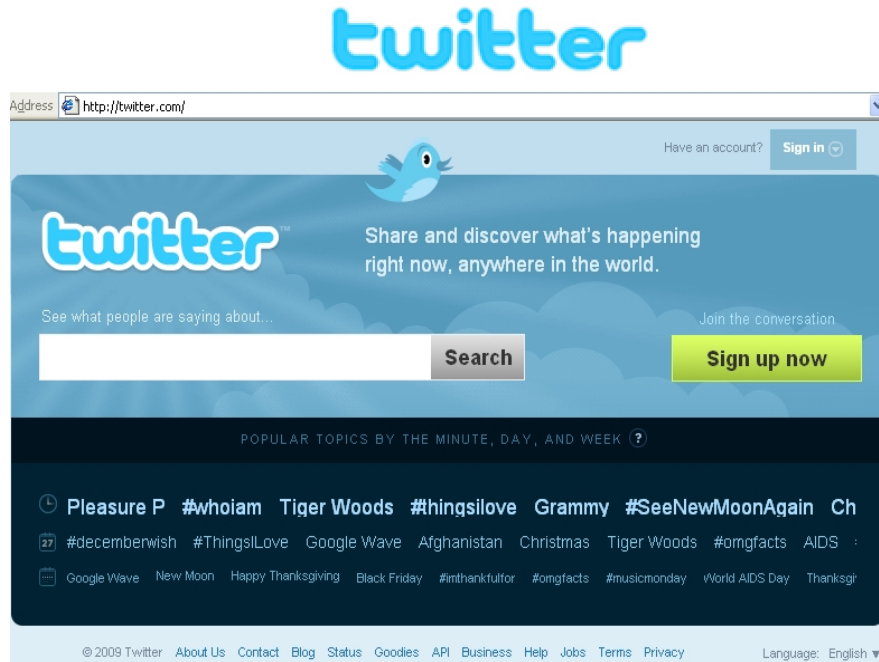 twitter
Address http://twitter.com/
Have an account? Sign in
twitter™
Share and discover what's happening
right now, anywhere in the world.
See what people are saying about...
Join the conversation
Search
Sign up now
POPULAR TOPICS BY THE MINUTE, DAY, AND WEEK ?
Pleasure P #whoiam Tiger Woods #thingsilove Grammy #SeeNewMoonAgain Ch
27 #decemberwish #ThingsILove Google Wave Afghanistan Christmas Tiger Woods #omgfacts AIDS
Google Wave New Moon Happy Thanksgiving Black Friday #imthankfulfor #omgfacts #musicmonday World AIDS Day Thanksgi
© 2009 Twitter About Us Contact Blog Status Goodies API Business Help Jobs Terms Privacy Language: English